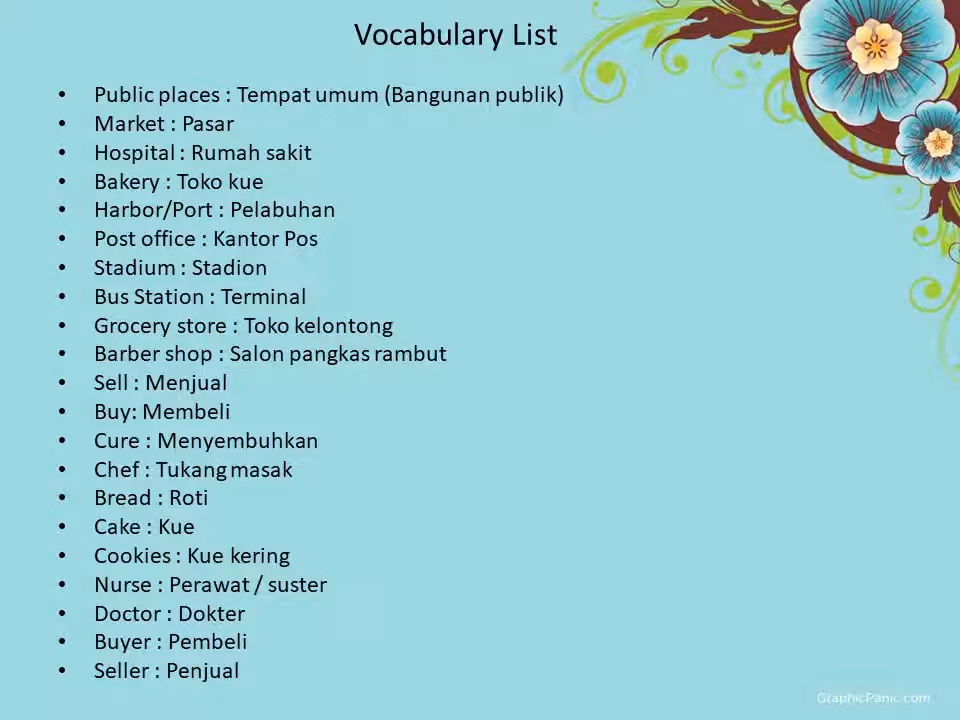 Vocabulary List
• Public places : Tempat umum (Bangunan publik)
• Market : Pasar
• Hospital : Rumah sakit
• Bakery : Toko kue
• Harbor/Port : Pelabuhan
• Post office : Kantor Pos
• Stadium : Stadion
• Bus Station : Terminal
• Grocery store : Toko kelontong
• Barber shop : Salon pangkas rambut
• Sell : Menjual
• Buy: Membeli
• Cure : Menyembuhkan
• Chef : Tukang masak
• Bread : Roti
• Cake : Kue
• Cookies : Kue kering
• Nurse : Perawat / suster
• Doctor : Dokter
• Buyer : Pembeli
• Seller : Penjual
GraphicPanic.com